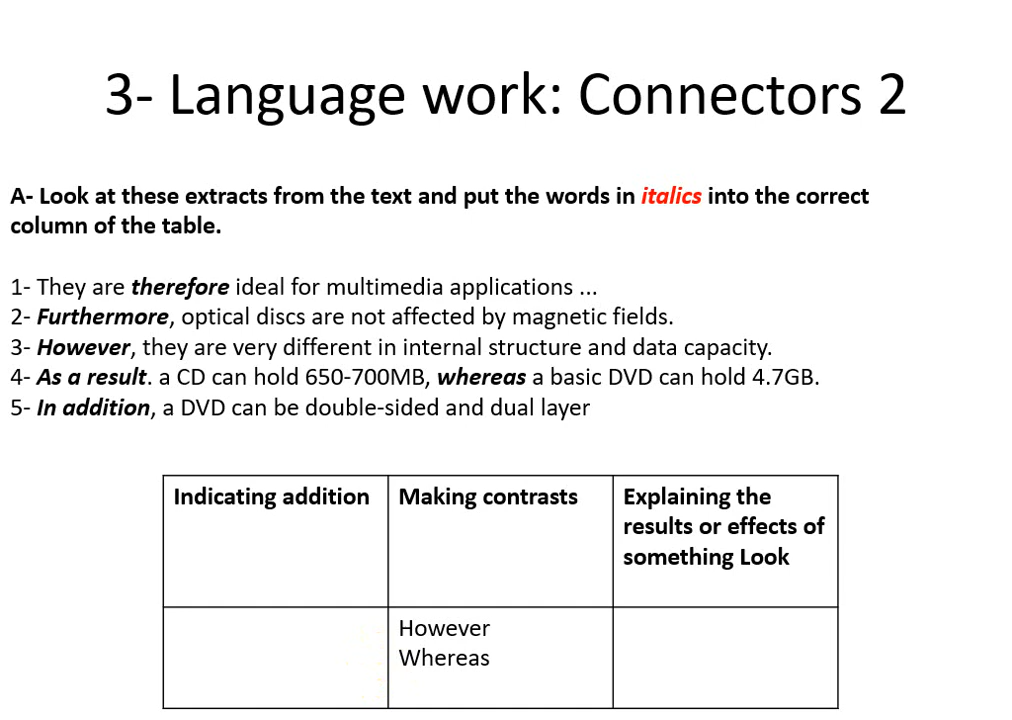 3- Language work: Connectors 2
A- Look at these extracts from the text and put the words in italics into the correct
column of the table.
1- They are therefore ideal for multimedia applications ...
2- Furthermore, optical discs are not affected by magnetic fields.
3- However, they are very different in internal structure and data capacity.
4- As a result. a CD can hold 650-700MB, whereas a basic DVD can hold 4.7GB.
5- In addition, a DVD can be double-sided and dual layer
Indicating addition
Making contrasts
Explaining the
results or effects of
something Look
However
Whereas